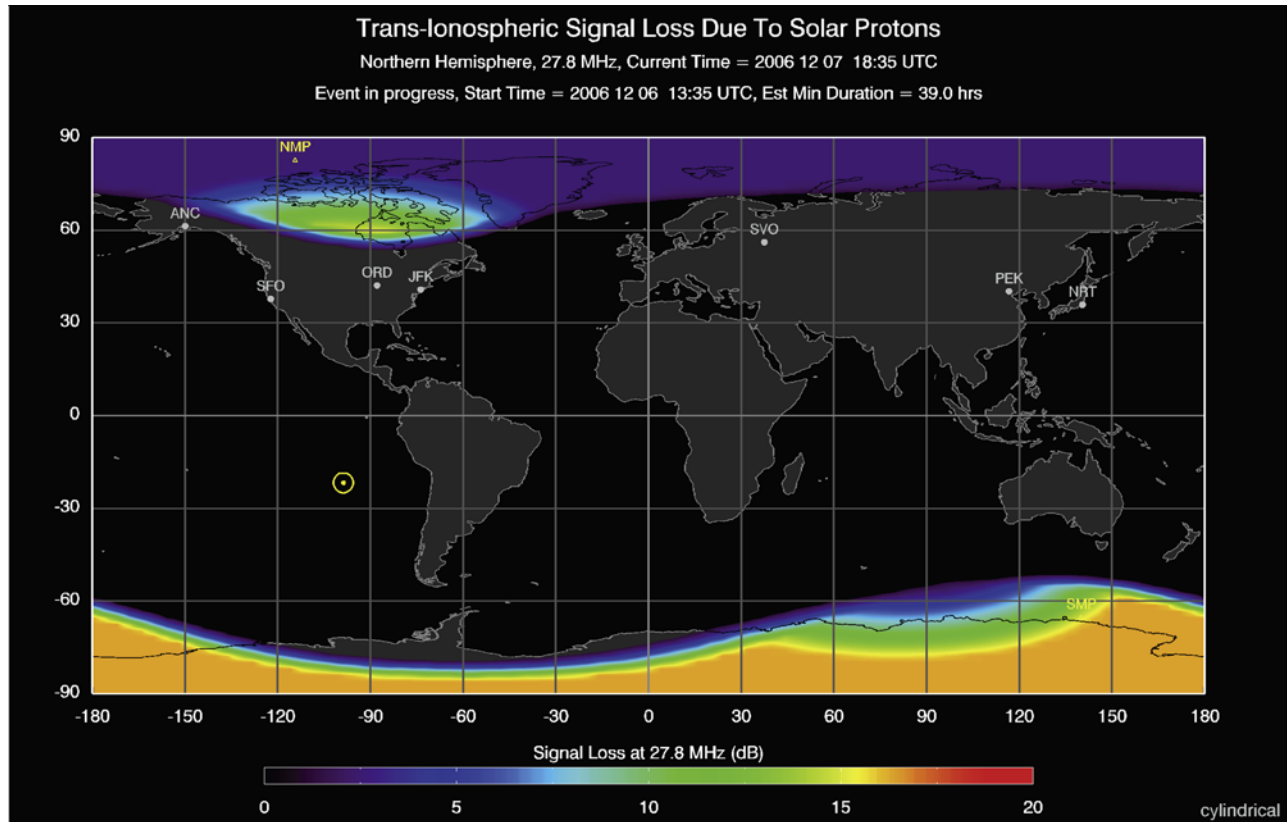 Trans-Ionospheric Signal Loss Due To Solar Protons
Northern Hemisphere, 27.8 MHz, Current Time = 2006 12 07  18:35 UTC
Event in progress, Start Time = 2006 12 06  13:35 UTC, Est Min Duration = 39.0 hrs
90
NMP
ANC
60
SVO
ORD
JFK
SFO
PEK
NRT
30
0
-30
-60
SMP
-90
-180 -150 -120 -90 -60 -30 0 30 60 90 120 150 180
Signal Loss at 27.8 MHz (dB)
0 5 10 15 20
cylindrical